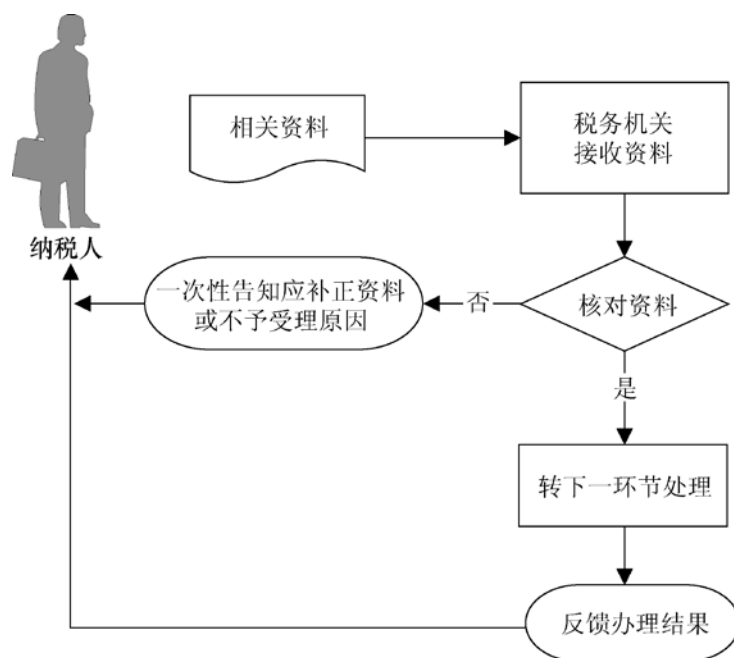 相关资料
税务机关
接收资料
纳税人
一次性告知应补正资料
或不予受理原因
否
核对资料
是
转下一环节处理
反馈办理结果